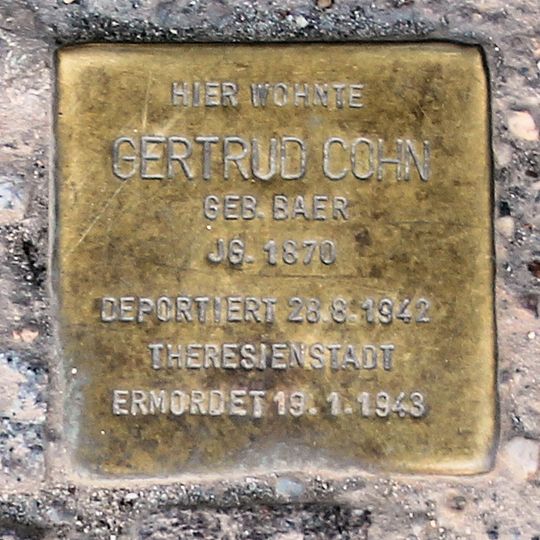 HIER WOHNTE
GERTRUD COHN
GEB. BAER
JG. 1870
DEPORTIERT 28.8.1942
THERESIENSTADT
ERMORDET 19.1.1943